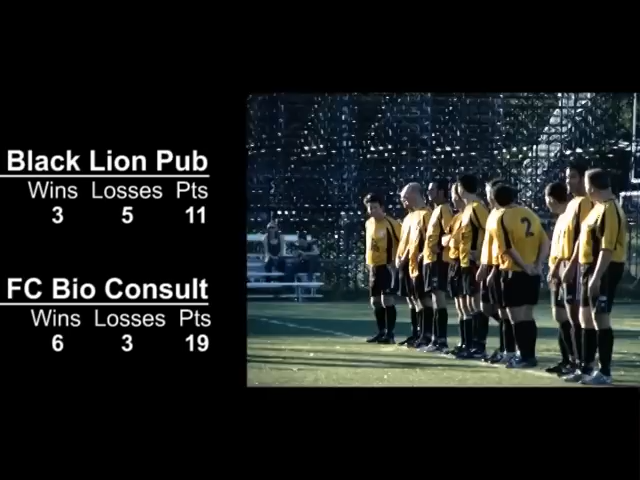 Black Lion Pub
Wins Losses Pts
3 5 11
FC Bio Consult
Wins Losses Pts
6 3 19
2